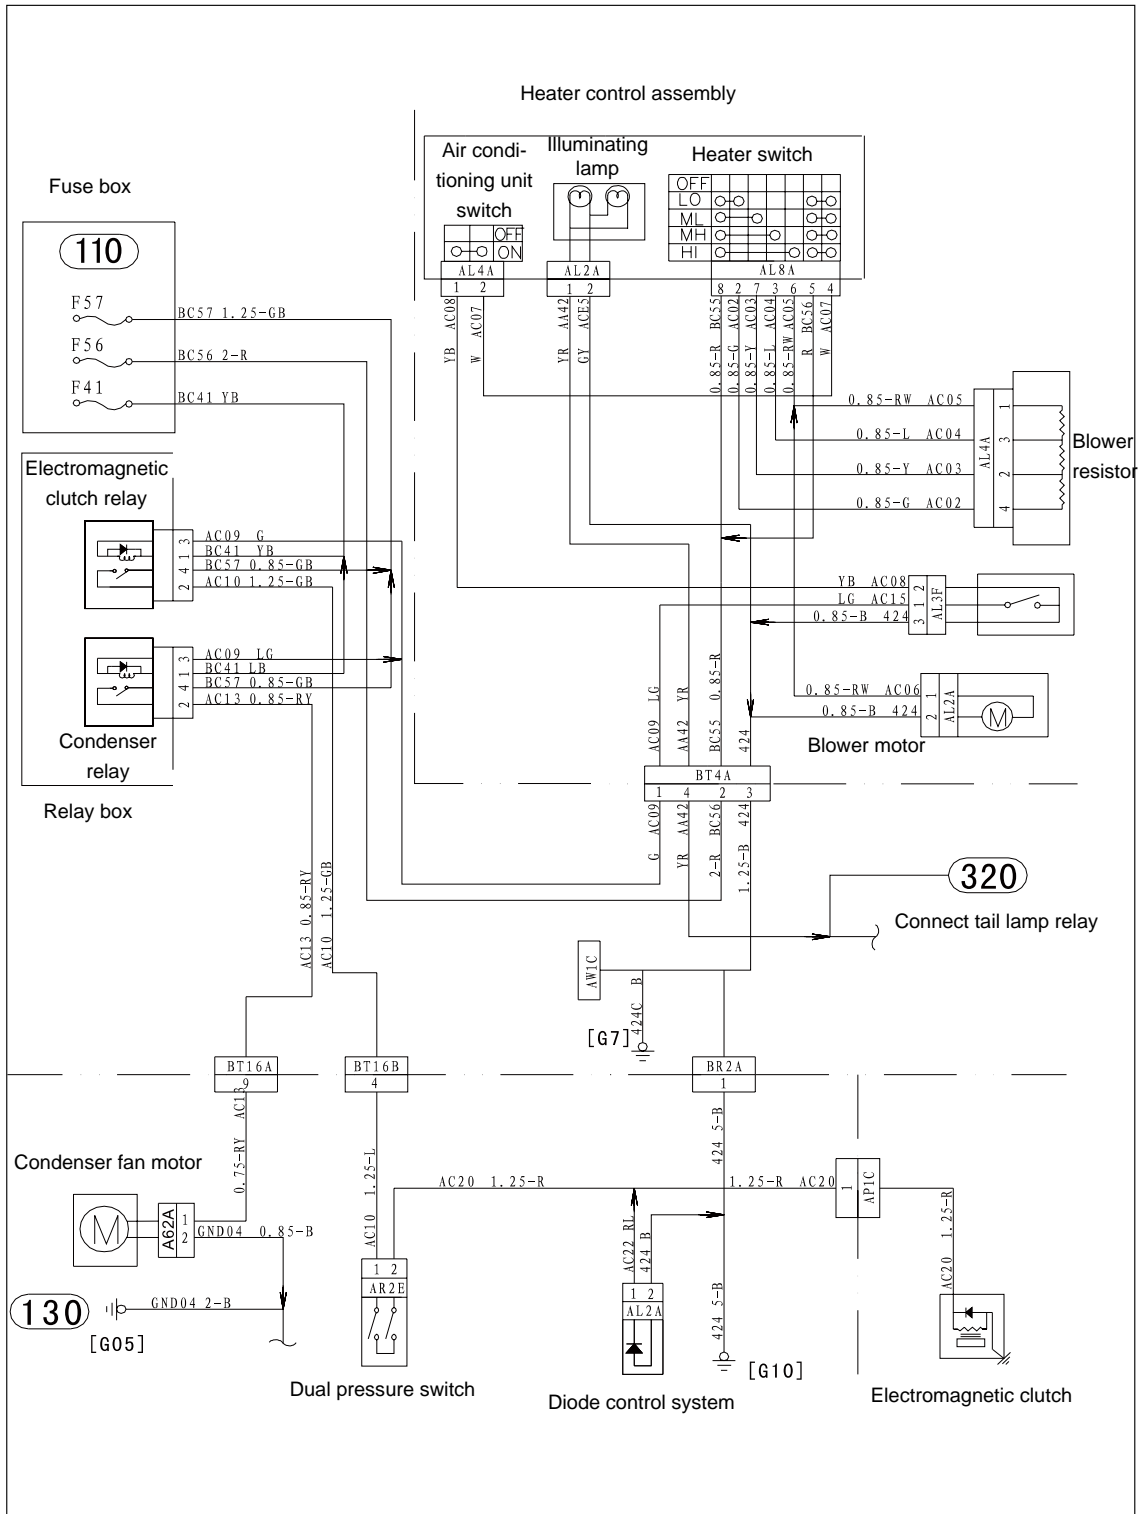 Heater control assembly
Air condi-
tioning unit
switch
Illuminating
lamp
Heater switch
OFF
ON
OFF
LO
ML
MH
HI
AL4A
AL2A
AL8A
1 2
1 2
8 2 7 3 6 5 4
Fuse box
110
F57
F56
F41
BC57 1.25-GB
BC56 2-R
BC41 YB
YB AC08
W AC07
YR AA42
GY ACE5
0.85-R BC55
0.85-G AC02
0.85-Y AC03
0.85-L AC04
0.85-RW AC05
R BC56
W AC07
0.85-RW AC05
0.85-L AC04
0.85-Y AC03
0.85-G AC02
AL4A
1
3
2
4
Blower
resistor
Electromagnetic
clutch relay
3
1
4
2
AC09 G
BC41 YB
BC57 0.85-GB
AC10 1.25-GB
3
1
4
2
AC09 LG
BC41 LB
BC57 0.85-GB
AC13 0.85-RY
Condenser
relay
Relay box
YB AC08
LG AC15
0.85-B 424
2
1
3
AL3F
0.85-RW AC06
0.85-B 424
1
2
AL2A
M
Blower motor
AC09 LG
AA42 YR
BC55 0.85-R
424
BT4A
1 4 2 3
G AC09
YR AA42
2-R BC56
1.25-B 424
320
Connect tail lamp relay
AC13 0.85-RY
AC10 1.25-GB
AW1C
424C B
[G7]
BT16A
9
BT16B
4
BR2A
1
0.75-RY AC13
AC10 1.25-L
424 5-B
Condenser fan motor
M
A62A
1
2
GND04 0.85-B
130
GND04 2-B
[G05]
AC20 1.25-R
1.25-R AC20
1
AP1C
AC20 1.25-R
AC22 RL
424 B
1 2
AR2E
1 2
AL2A
424 5-B
[G10]
Dual pressure switch
Diode control system
Electromagnetic clutch